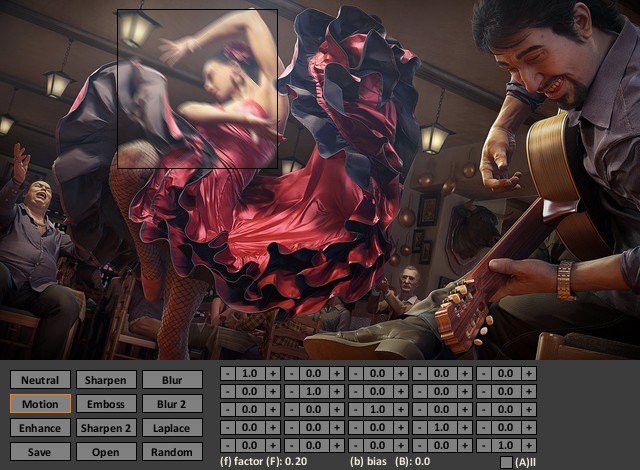 Neutral Sharpen Blur - 1.0 + - 0.0 + - 0.0 + - 0.0 + - 0.0 +
- 0.0 + - 1.0 + - 0.0 + - 0.0 + - 0.0 +
Motion Emboss Blur 2 - 0.0 + - 0.0 + - 1.0 + - 0.0 + - 0.0 +
Enhance Sharpen 2 Laplace - 0.0 + - 0.0 + - 0.0 + - 1.0 + - 0.0 +
Save Open Random - 0.0 + - 0.0 + - 0.0 + - 0.0 + - 1.0 +
(f) factor (F): 0.20 (b) bias (B): 0.0 (A)ll